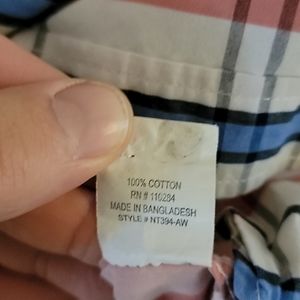 100% COTTON
RN # 116284
MADE IN BANGLADESH
STYLE # NT394-AW